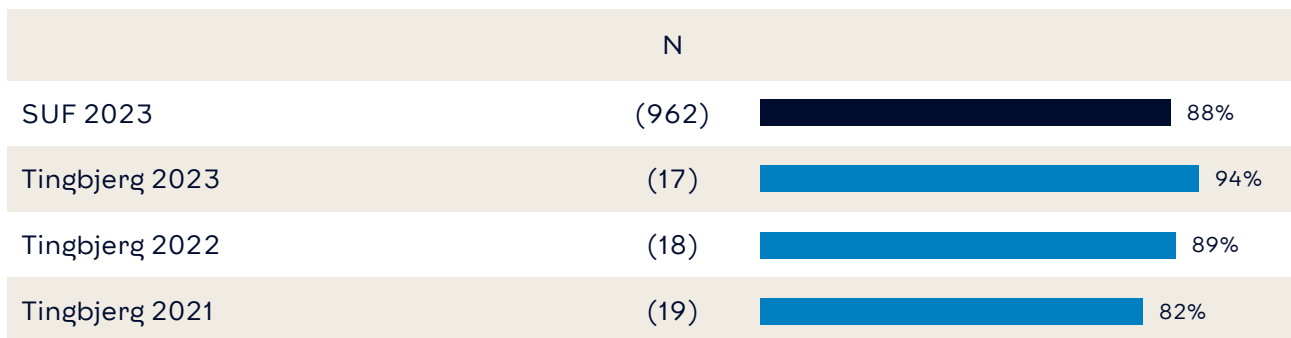 N
SUF 2023 (962) 88%
Tingbjerg 2023 (17) 94%
Tingbjerg 2022 (18) 89%
Tingbjerg 2021 (19) 82%